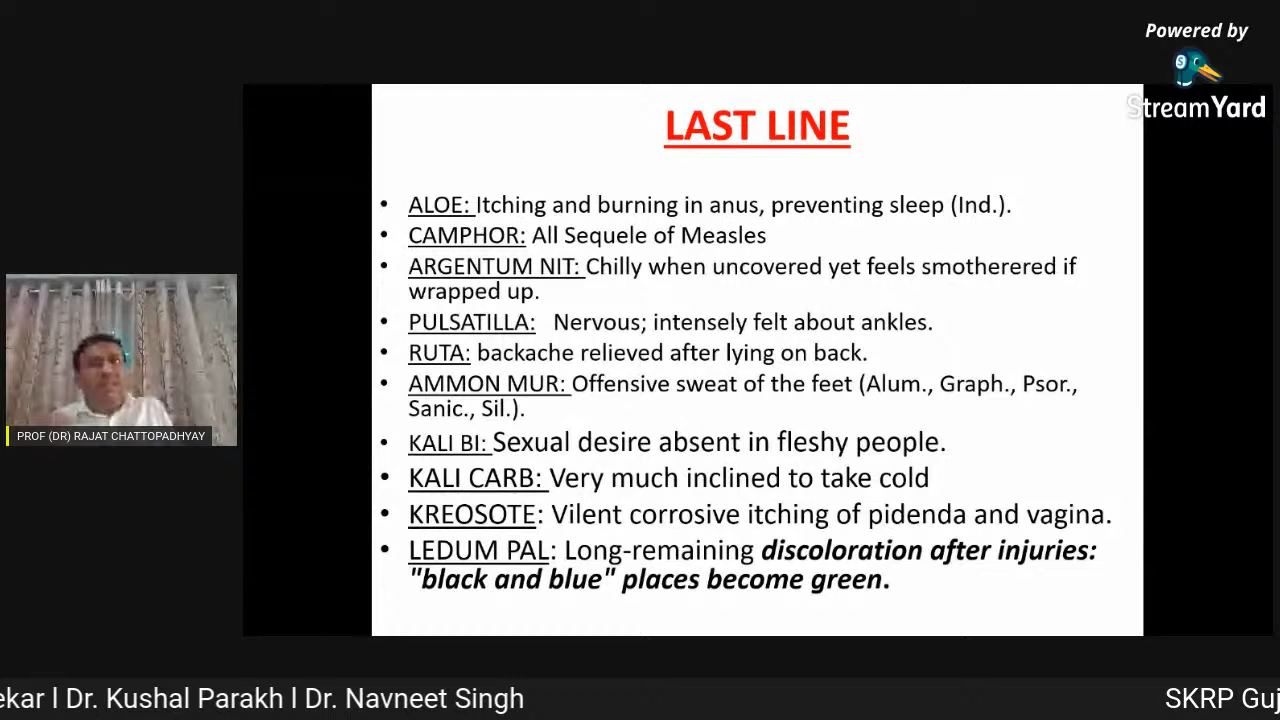 Powered by
StreamYard
LAST LINE
• ALOE: Itching and burning in anus, preventing sleep (Ind.).
• CAMPHOR: All Sequele of Measles
• ARGENTUM NIT: Chilly when uncovered yet feels smotherered if
wrapped up.
• PULSATILLA: Nervous; intensely felt about ankles.
• RUTA: backache relieved after lying on back.
• AMMON MUR: Offensive sweat of the feet (Alum., Graph., Psor.,
Sanic., Sil.).
• KALI BI: Sexual desire absent in fleshy people.
• KALI CARB: Very much inclined to take cold
• KREOSOTE: Vilent corrosive itching of pidenda and vagina.
• LEDUM PAL: Long-remaining discoloration after injuries:
"black and blue" places become green.
PROF (DR) RAJAT CHATTOPADHYAY
ekar l Dr. Kushal Parakh l Dr. Navneet Singh
SKRP Guj